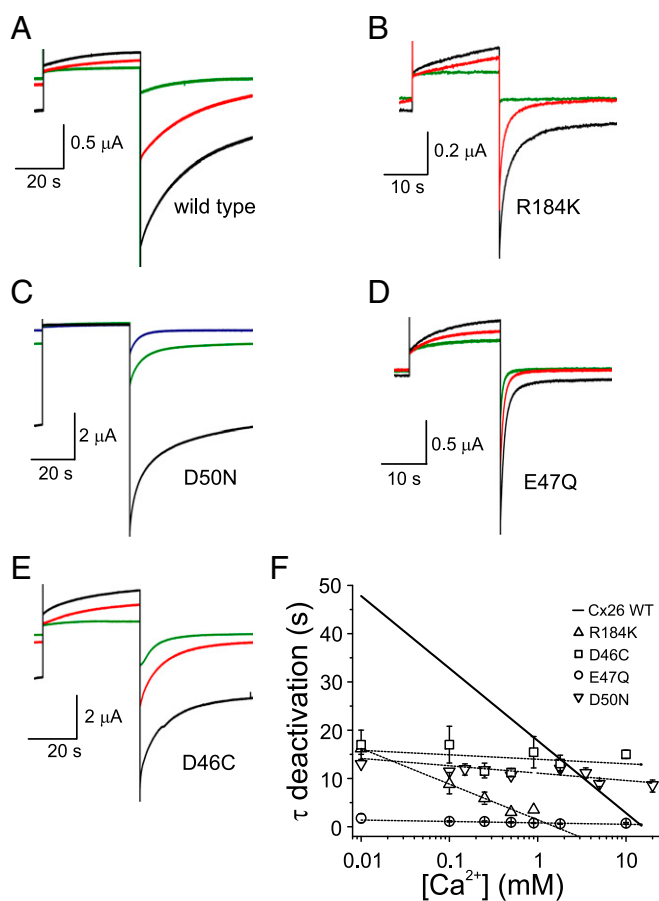 A
0.5 µA
20 s
wild type
B
0.2 µA
10 s
R184K
C
2 µA
20 s
D50N
D
0.5 µA
10 s
E47Q
E
2 µA
20 s
D46C
F
τ deactivation (s)
50
40
30
20
10
0
Cx26 WT
R184K
D46C
E47Q
D50N
0.01 0.1 1 10
[Ca²⁺] (mM)